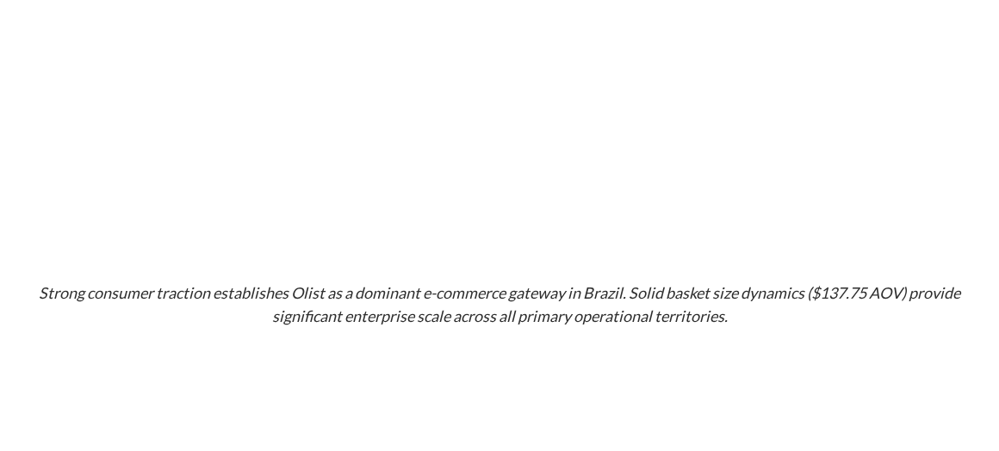 Strong consumer traction establishes Olist as a dominant e-commerce gateway in Brazil. Solid basket size dynamics ($137.75 AOV) provide
significant enterprise scale across all primary operational territories.